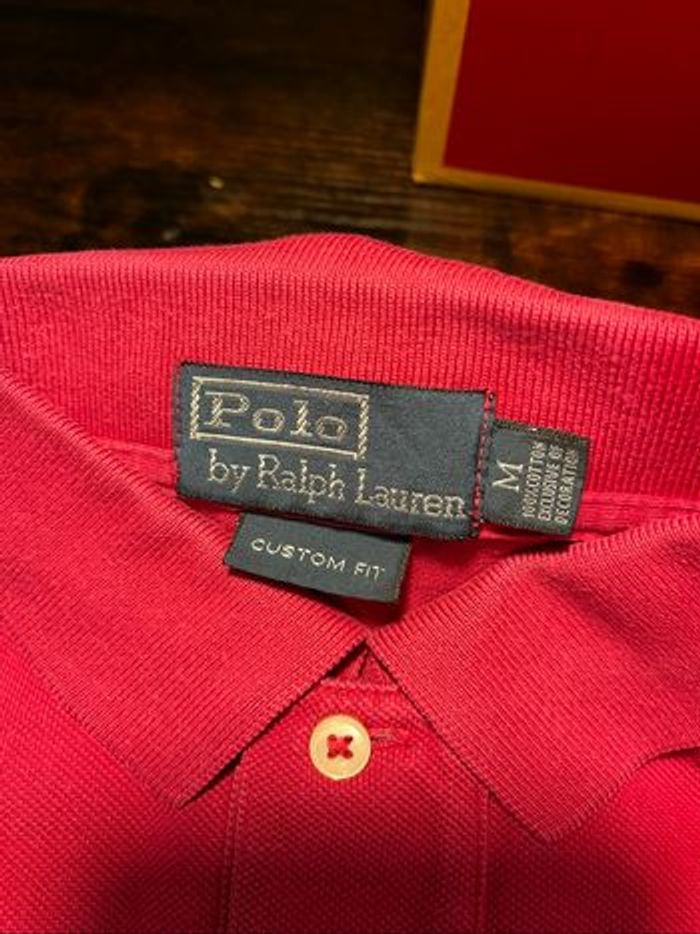 Polo
by Ralph Lauren
M
100%COTTON
EXCLUSIVE OF
DECORATION
CUSTOM FIT